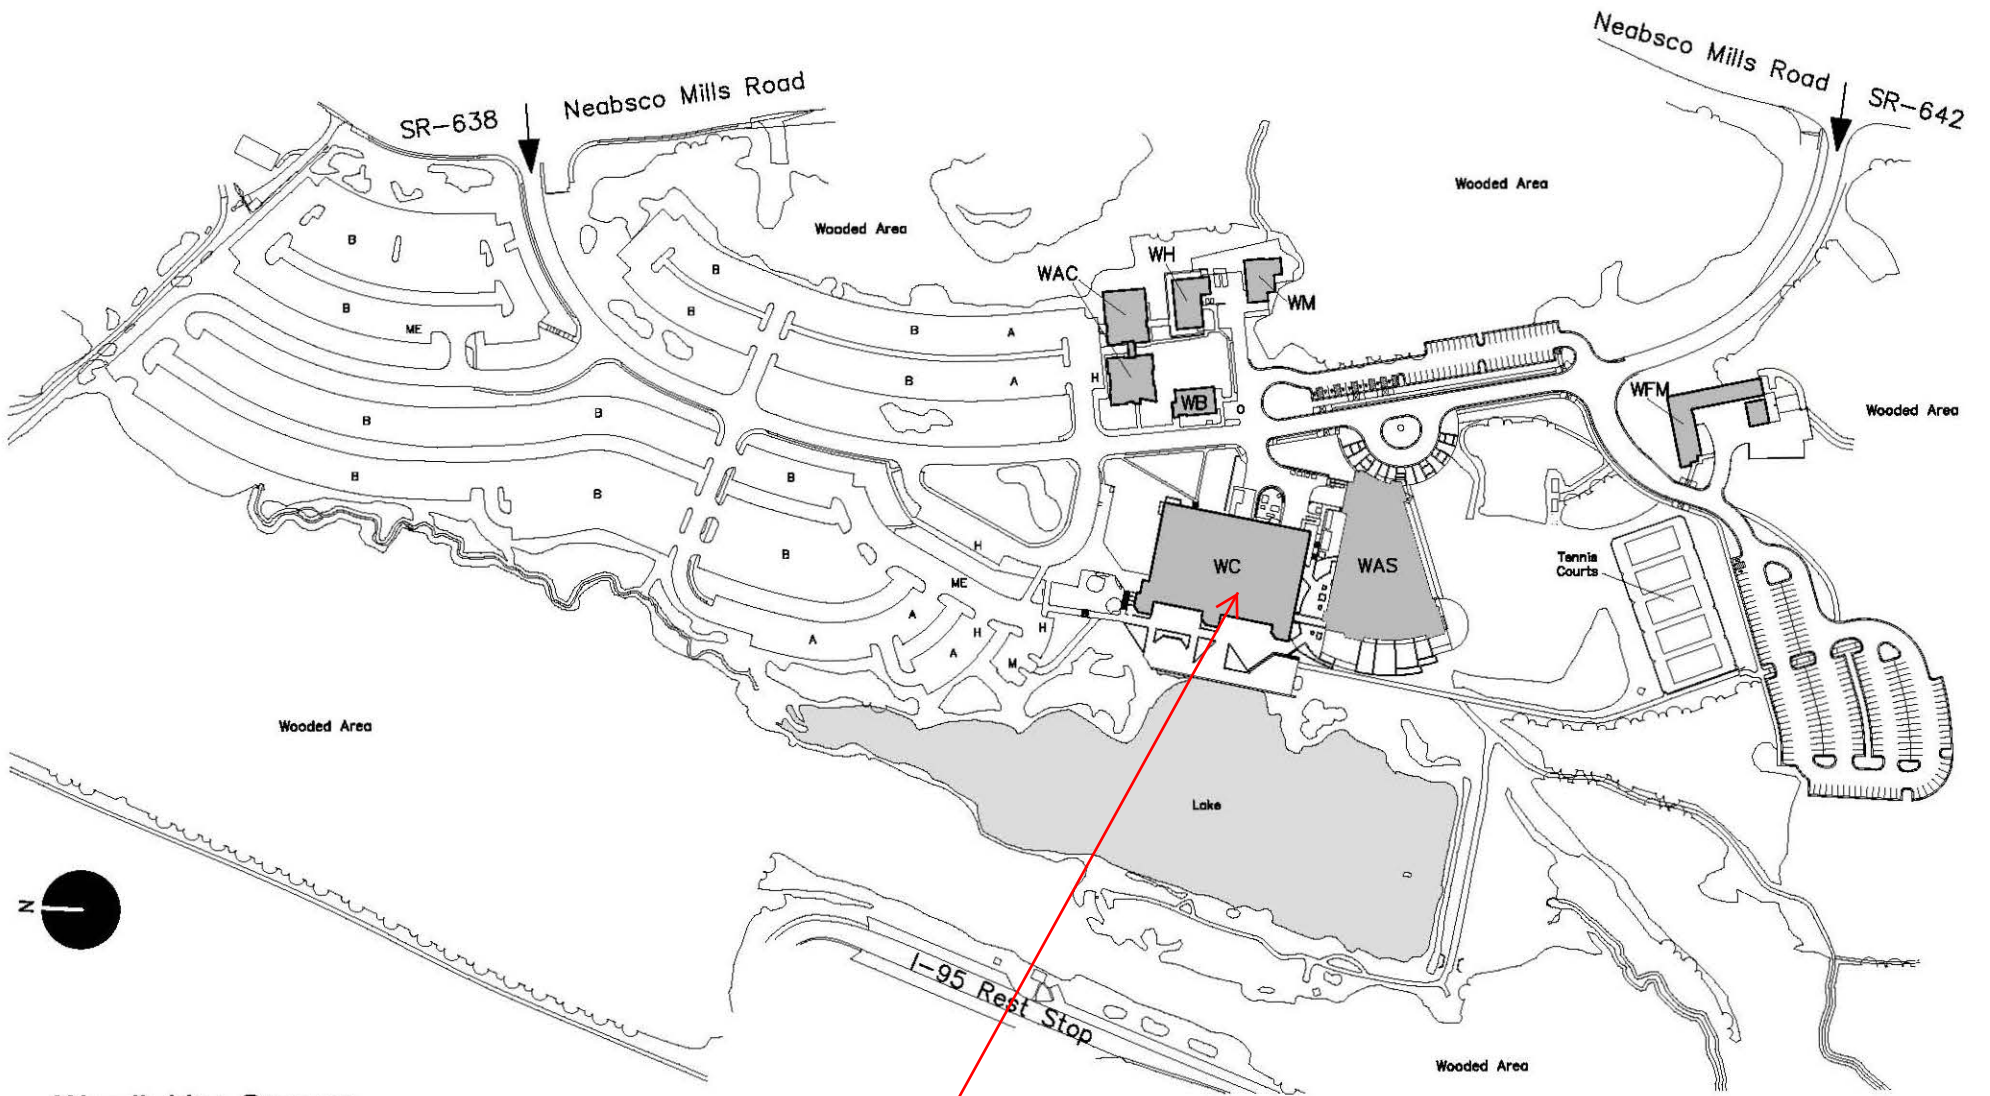 Neabsco Mills Road
SR-642
SR-638
Neabsco Mills Road
Wooded Area
Wooded Area
B
WH
WAC
B
WM
B
B
ME
B
A
B
A
H
WFM
WB
Wooded Area
B
B
B
B
B
H
B
WC
WAS
Tennis
Courts
ME
A
A
H
H
A
M
Wooded Area
Lake
N
I-95 Rest Stop
Wooded Area